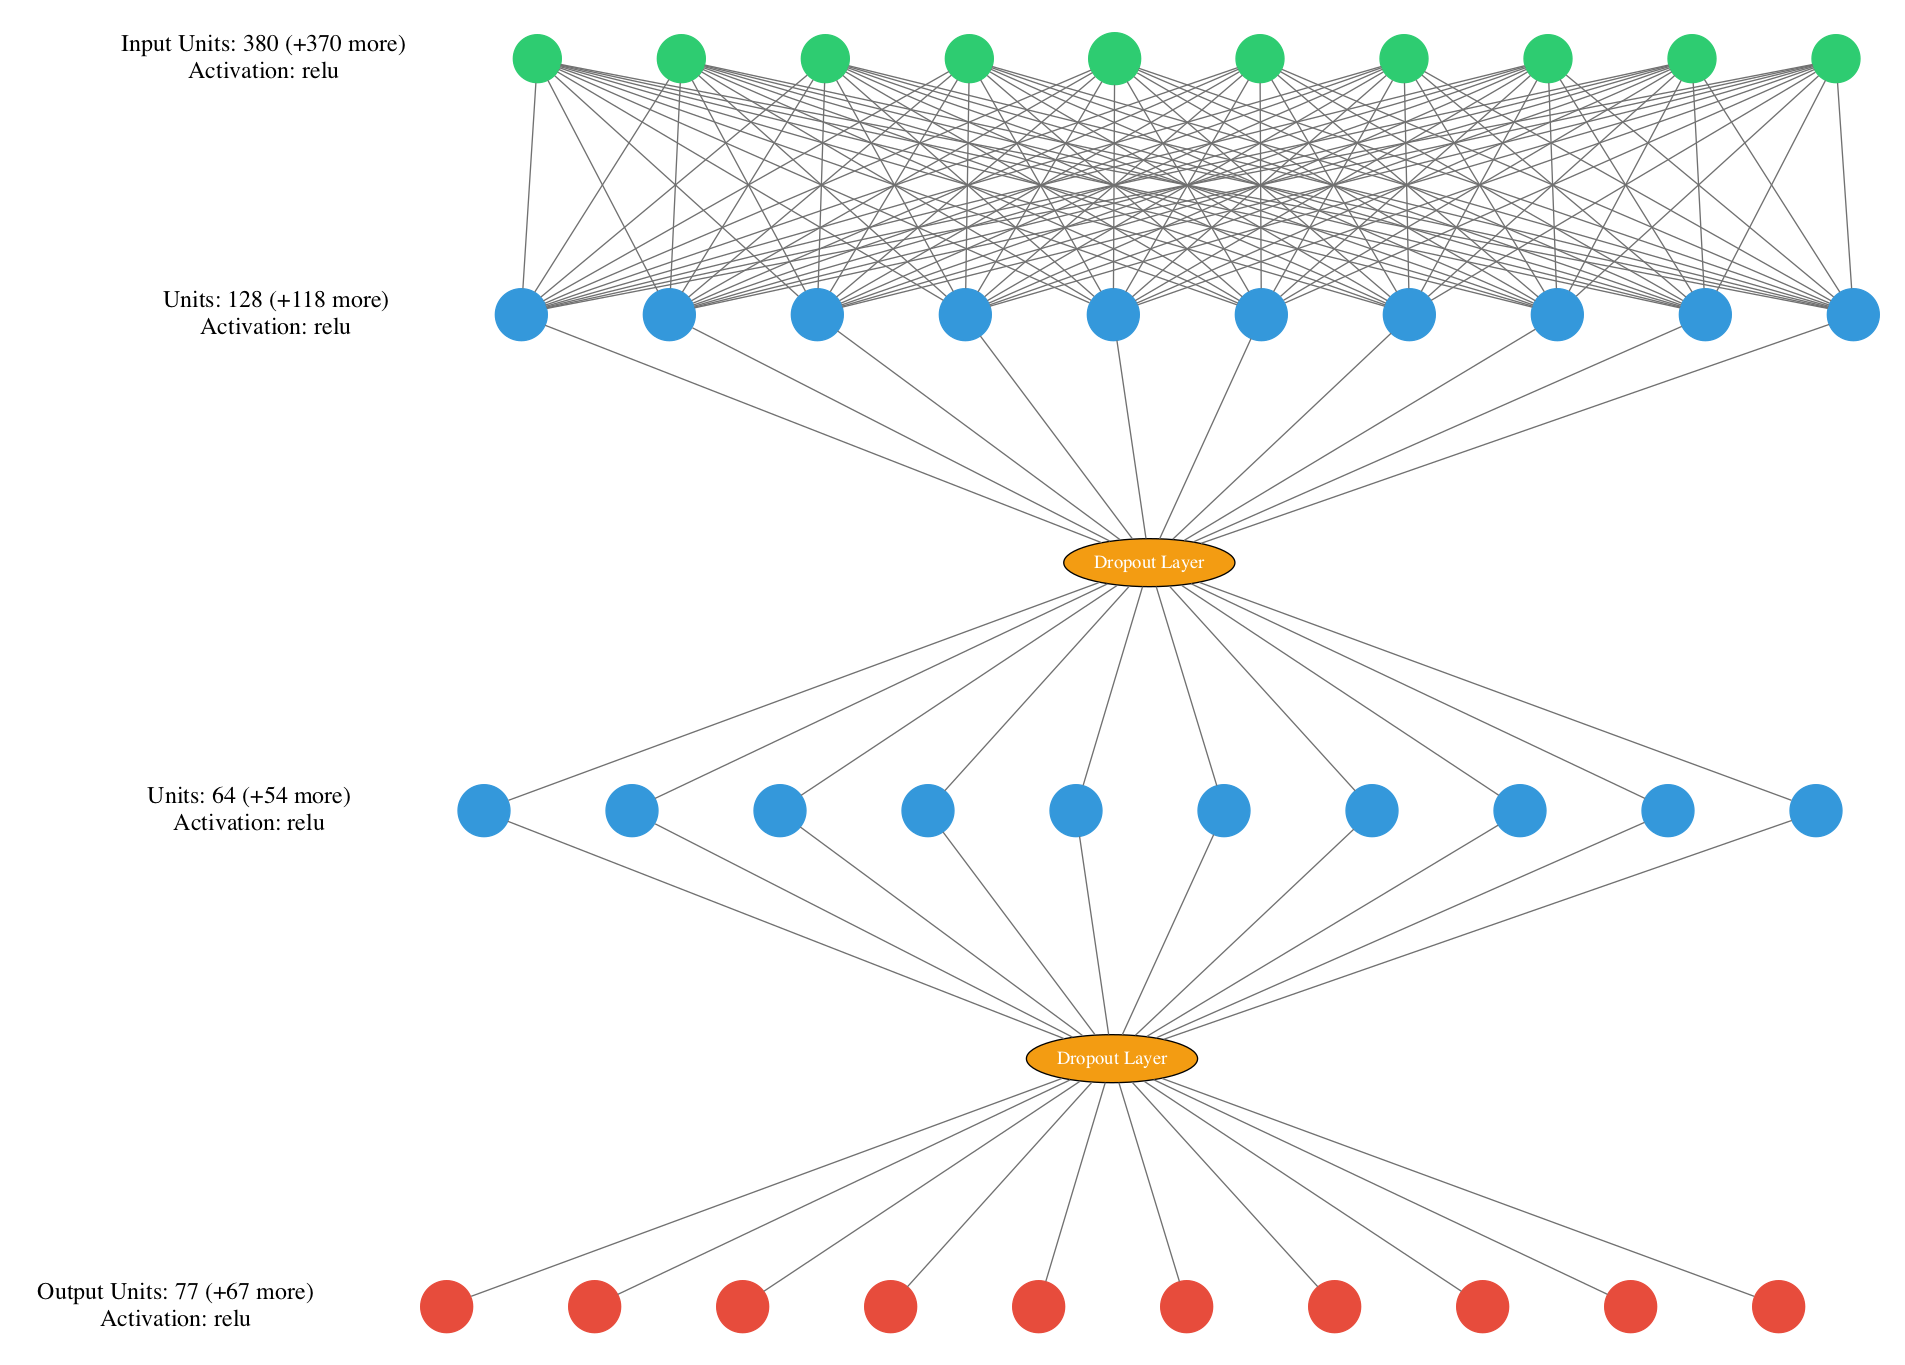 Input Units: 380 (+370 more)
Activation: relu
Units: 128 (+118 more)
Activation: relu
Dropout Layer
Units: 64 (+54 more)
Activation: relu
Dropout Layer
Output Units: 77 (+67 more)
Activation: relu